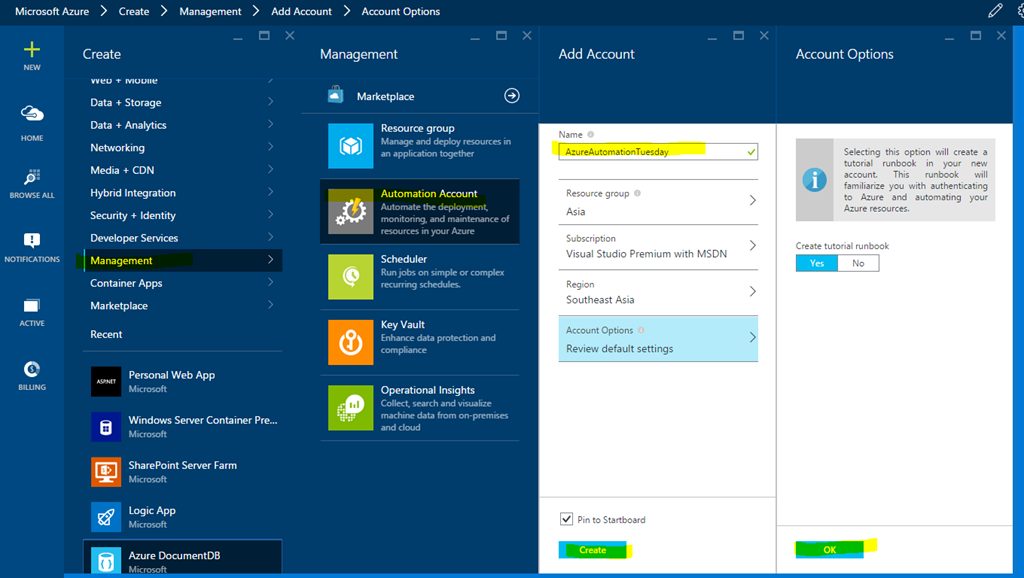 Microsoft Azure
Create
Management
Add Account
Account Options
NEW
HOME
BROWSE ALL
NOTIFICATIONS
ACTIVE
BILLING
Create
Web + Mobile
Data + Storage
Data + Analytics
Networking
Media + CDN
Hybrid Integration
Security + Identity
Developer Services
Management
Container Apps
Marketplace
Recent
ASP.NET
Personal Web App
Microsoft
Windows Server Container Pre...
Microsoft
SharePoint Server Farm
Microsoft
Logic App
Microsoft
Azure DocumentDB
Microsoft
Management
Marketplace
Resource group
Manage and deploy resources in
an application together
Automation Account
Automate the deployment,
monitoring, and maintenance of
resources in your Azure
Scheduler
Run jobs on simple or complex
recurring schedules.
Key Vault
Enhance data protection and
compliance
Operational Insights
Collect, search and visualize
machine data from on-premises
and cloud
Add Account
Name
AzureAutomationTuesday
Resource group
Asia
Subscription
Visual Studio Premium with MSDN
Region
Southeast Asia
Account Options
Review default settings
Pin to Startboard
Create
Account Options
Selecting this option will create a
tutorial runbook in your new
account. This runbook will
familiarize you with authenticating
to Azure and automating your
Azure resources.
Create tutorial runbook
Yes
No
OK